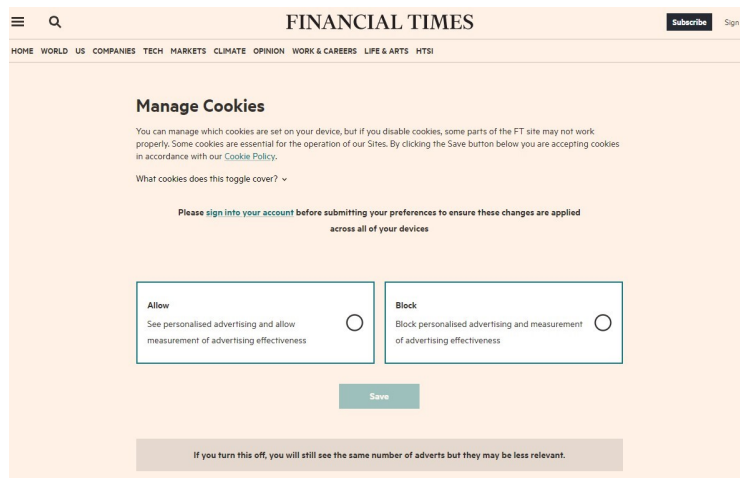 FINANCIAL TIMES
Subscribe
Sign
HOME WORLD US COMPANIES TECH MARKETS CLIMATE OPINION WORK & CAREERS LIFE & ARTS HTSI
Manage Cookies
You can manage which cookies are set on your device, but if you disable cookies, some parts of the FT site may not work
properly. Some cookies are essential for the operation of our Sites. By clicking the Save button below you are accepting cookies
in accordance with our Cookie Policy.
What cookies does this toggle cover?
Please sign into your account before submitting your preferences to ensure these changes are applied
across all of your devices
Allow
See personalised advertising and allow
measurement of advertising effectiveness
Block
Block personalised advertising and measurement
of advertising effectiveness
Save
If you turn this off, you will still see the same number of adverts but they may be less relevant.